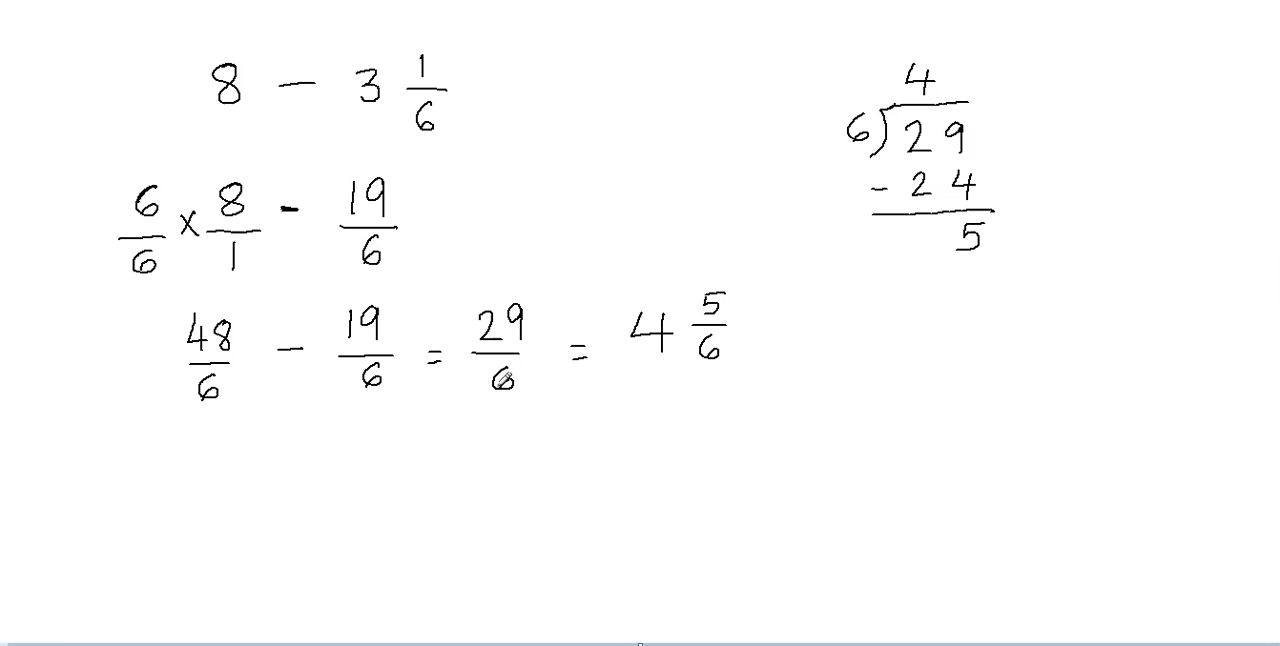 8 - 3 1/6
6/6 × 8/1 - 19/6
48/6 - 19/6 = 29/6 = 4 5/6
4
6)29
- 24
5